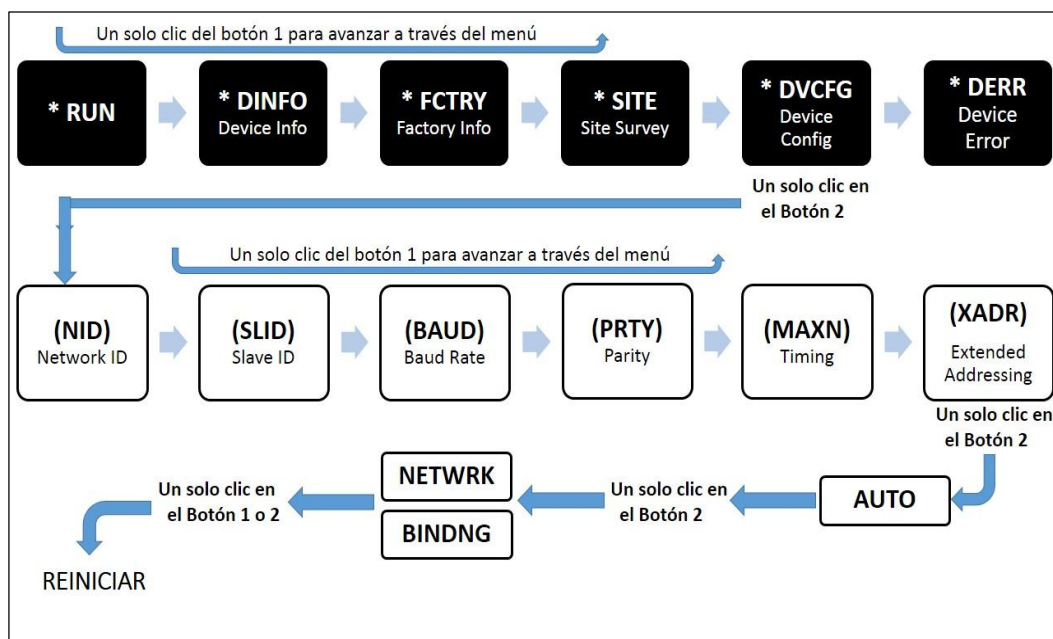 Un solo clic del botón 1 para avanzar a través del menú
* RUN
* DINFO
Device Info
* FCTRY
Factory Info
* SITE
Site Survey
* DVCFG
Device
Config
* DERR
Device
Error
Un solo clic en
el Botón 2
Un solo clic del botón 1 para avanzar a través del menú
(NID)
Network ID
(SLID)
Slave ID
(BAUD)
Baud Rate
(PRTY)
Parity
(MAXN)
Timing
(XADR)
Extended
Addressing
Un solo clic en
el Botón 2
AUTO
Un solo clic en
el Botón 2
NETWRK
BINDNG
Un solo clic en
el Botón 1 o 2
REINICIAR